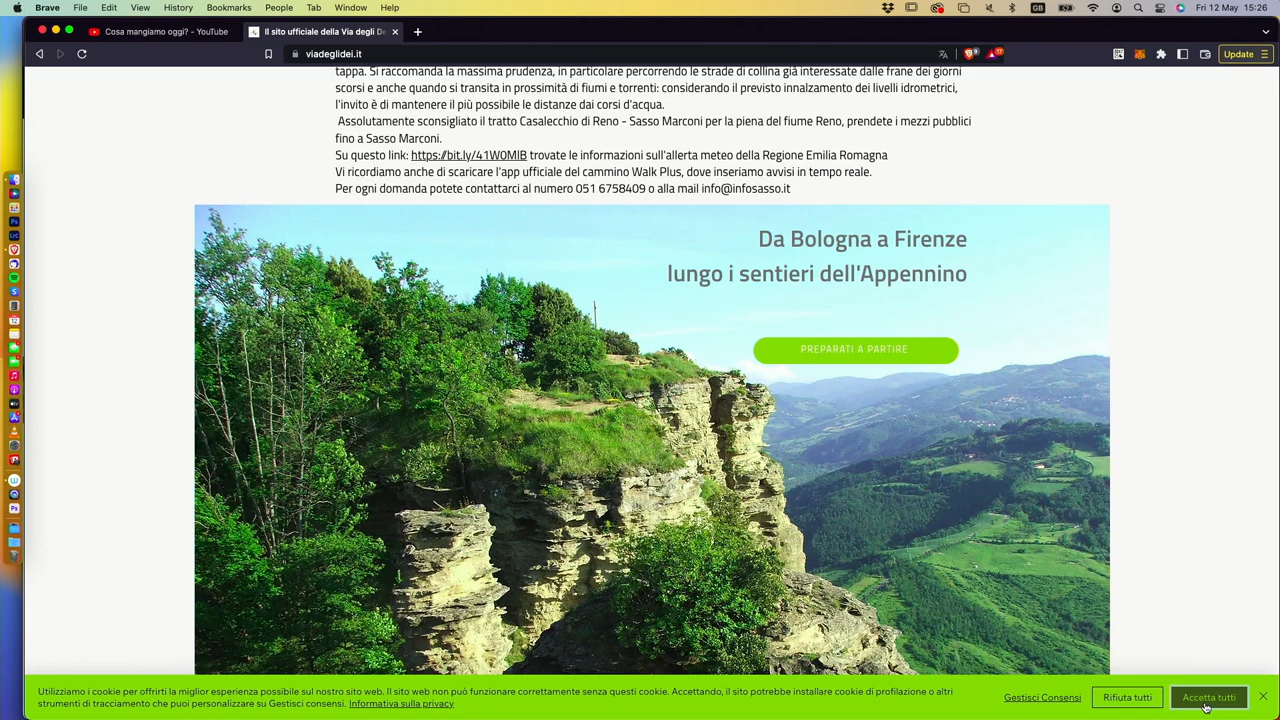 Brave File Edit View History Bookmarks People Tab Window Help GB Fri 12 May 15:26
Cosa mangiamo oggi? - YouTube Il sito ufficiale della Via degli De
viadeglidei.it Update
tappa. Si raccomanda la massima prudenza, in particolare percorrendo le strade di collina già interessate dalle frane dei giorni
scorsi e anche quando si transita in prossimità di fiumi e torrenti: considerando il previsto innalzamento dei livelli idrometrici,
l'invito è di mantenere il più possibile le distanze dai corsi d'acqua.
Assolutamente sconsigliato il tratto Casalecchio di Reno - Sasso Marconi per la piena del fiume Reno, prendete i mezzi pubblici
fino a Sasso Marconi.
Su questo link: https://bit.ly/41W0MlB trovate le informazioni sull'allerta meteo della Regione Emilia Romagna
Vi ricordiamo anche di scaricare l'app ufficiale del cammino Walk Plus, dove inseriamo avvisi in tempo reale.
Per ogni domanda potete contattarci al numero 051 6758409 o alla mail info@infosasso.it
Da Bologna a Firenze
lungo i sentieri dell'Appennino
PREPARATI A PARTIRE
Utilizziamo i cookie per offrirti la miglior esperienza possibile sul nostro sito web. Il sito web non può funzionare correttamente senza questi cookie. Accettando, il sito potrebbe installare cookie di profilazione o altri
strumenti di tracciamento che puoi personalizzare su Gestisci consensi. Informativa sulla privacy
Gestisci Consensi Rifiuta tutti Accetta tutti